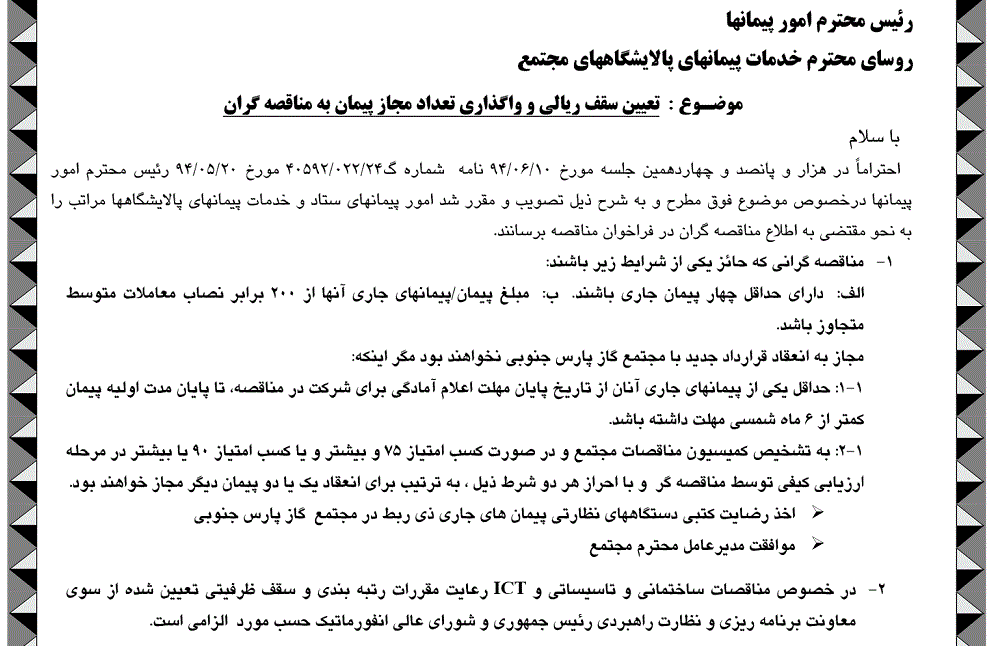 رئیس محترم امور پیمانها
روسای محترم خدمات پیمانهای پالایشگاههای مجتمع
موضــوع : تعیین سقف ریالی و واگذاری تعداد مجاز پیمان به مناقصه گران
با سلام
احتراماً در هزار و پانصد و چهاردهمین جلسه مورخ ۹۴/۰۶/۱۰ نامه شماره گ۴۰۵۹۲/۰۲۲/۲۴ مورخ ۹۴/۰۵/۲۰ رئیس محترم امور
پیمانها درخصوص موضوع فوق مطرح و به شرح ذیل تصویب و مقرر شد امور پیمانهای ستاد و خدمات پیمانهای پالایشگاهها مراتب را
به نحو مقتضی به اطلاع مناقصه گران در فراخوان مناقصه برسانند.
۱- مناقصه گرانی که حائز یکی از شرایط زیر باشند:
الف: دارای حداقل چهار پیمان جاری باشند. ب: مبلغ پیمان/پیمانهای جاری آنها از ۲۰۰ برابر نصاب معاملات متوسط
متجاوز باشد.
مجاز به انعقاد قرارداد جدید با مجتمع گاز پارس جنوبی نخواهند بود مگر اینکه:
۱-۱: حداقل یکی از پیمانهای جاری آنان از تاریخ پایان مهلت اعلام آمادگی برای شرکت در مناقصه، تا پایان مدت اولیه پیمان
کمتر از ۶ ماه شمسی مهلت داشته باشد.
۱-۲: به تشخیص کمیسیون مناقصات مجتمع و در صورت کسب امتیاز ۷۵ و بیشتر و یا کسب امتیاز ۹۰ یا بیشتر در مرحله
ارزیابی کیفی توسط مناقصه گر و با احراز هر دو شرط ذیل ، به ترتیب برای انعقاد یک یا دو پیمان دیگر مجاز خواهند بود.
➢ اخذ رضایت کتبی دستگاههای نظارتی پیمان های جاری ذی ربط در مجتمع گاز پارس جنوبی
➢ موافقت مدیرعامل محترم مجتمع
۲- در خصوص مناقصات ساختمانی و تاسیساتی و ICT رعایت مقررات رتبه بندی و سقف ظرفیتی تعیین شده از سوی
معاونت برنامه ریزی و نظارت راهبردی رئیس جمهوری و شورای عالی انفورماتیک حسب مورد الزامی است.